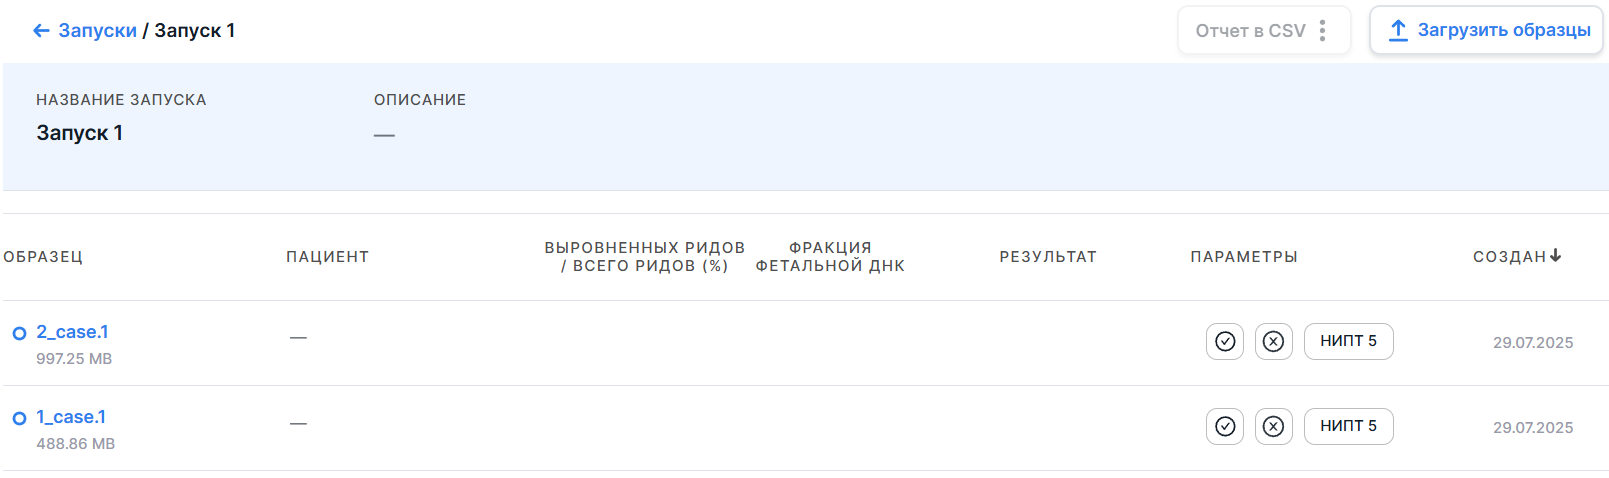 ← Запуски / Запуск 1
Отчет в CSV
Загрузить образцы
НАЗВАНИЕ ЗАПУСКА
ОПИСАНИЕ
Запуск 1
—
ОБРАЗЕЦ
ПАЦИЕНТ
ВЫРОВНЕННЫХ РИДОВ
/ ВСЕГО РИДОВ (%)
ФРАКЦИЯ
ФЕТАЛЬНОЙ ДНК
РЕЗУЛЬТАТ
ПАРАМЕТРЫ
СОЗДАН
2_case.1
997.25 MB
—
НИПТ 5
29.07.2025
1_case.1
488.86 MB
—
НИПТ 5
29.07.2025